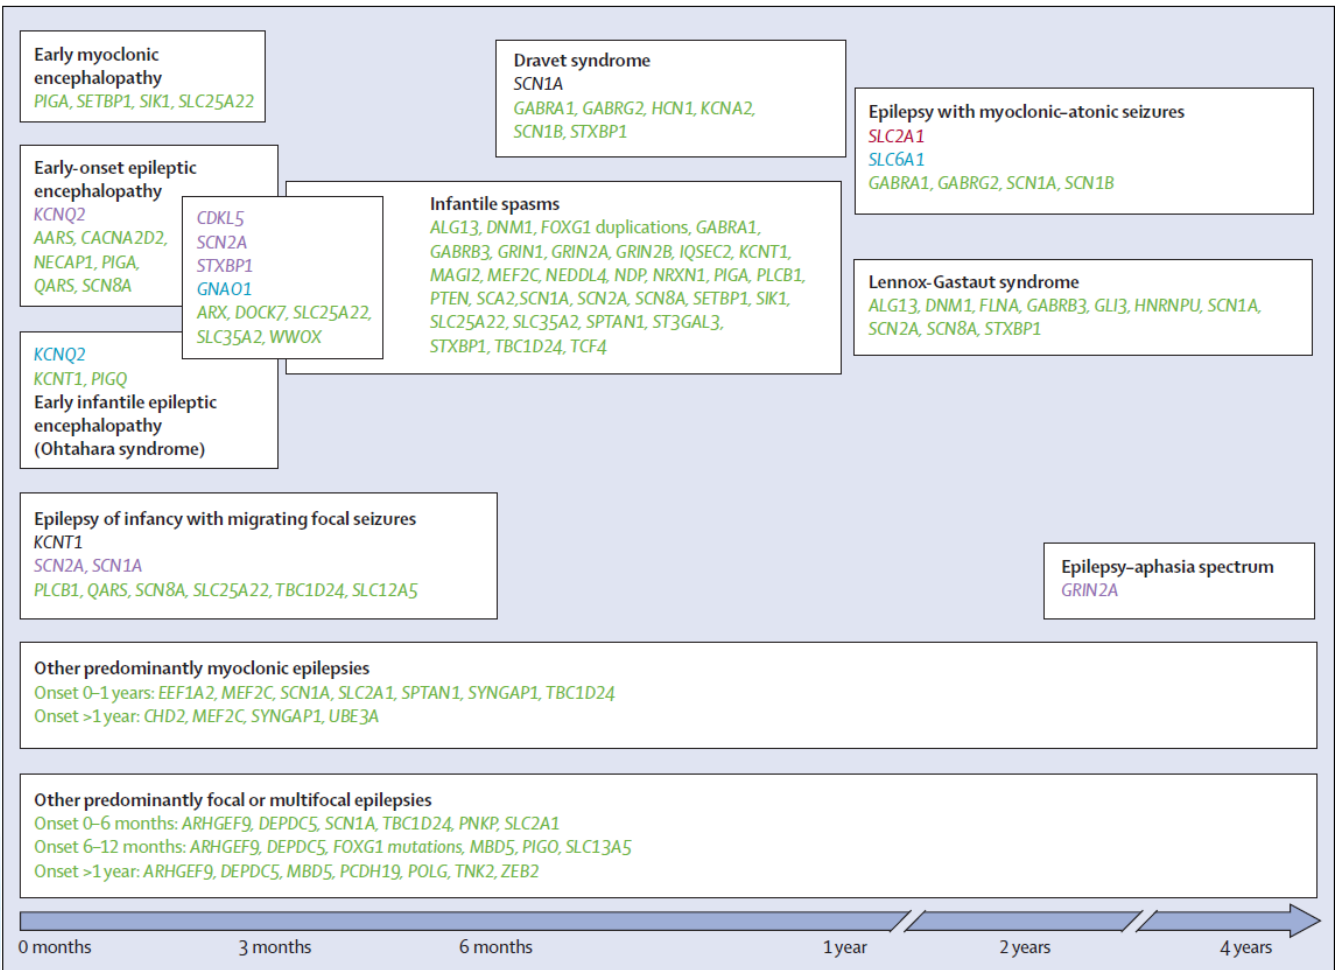 Early myoclonic
encephalopathy
PIGA, SETBP1, SIK1, SLC25A22
Early-onset epileptic
encephalopathy
KCNQ2
AARS, CACNA2D2,
NECAP1, PIGA,
QARS, SCN8A
KCNQ2
KCNT1, PIGQ
Early infantile epileptic
encephalopathy
(Ohtahara syndrome)
CDKL5
SCN2A
STXBP1
GNAO1
ARX, DOCK7, SLC25A22,
SLC35A2, WWOX
Infantile spasms
ALG13, DNM1, FOXG1 duplications, GABRA1,
GABRB3, GRIN1, GRIN2A, GRIN2B, IQSEC2, KCNT1,
MAGI2, MEF2C, NEDDL4, NDP, NRXN1, PIGA, PLCB1,
PTEN, SCA2,SCN1A, SCN2A, SCN8A, SETBP1, SIK1,
SLC25A22, SLC35A2, SPTAN1, ST3GAL3,
STXBP1, TBC1D24, TCF4
Dravet syndrome
SCN1A
GABRA1, GABRG2, HCN1, KCNA2,
SCN1B, STXBP1
Epilepsy with myoclonic–atonic seizures
SLC2A1
SLC6A1
GABRA1, GABRG2, SCN1A, SCN1B
Lennox-Gastaut syndrome
ALG13, DNM1, FLNA, GABRB3, GLI3, HNRNPU, SCN1A,
SCN2A, SCN8A, STXBP1
Epilepsy of infancy with migrating focal seizures
KCNT1
SCN2A, SCN1A
PLCB1, QARS, SCN8A, SLC25A22, TBC1D24, SLC12A5
Epilepsy–aphasia spectrum
GRIN2A
Other predominantly myoclonic epilepsies
Onset 0–1 years: EEF1A2, MEF2C, SCN1A, SLC2A1, SPTAN1, SYNGAP1, TBC1D24
Onset >1 year: CHD2, MEF2C, SYNGAP1, UBE3A
Other predominantly focal or multifocal epilepsies
Onset 0–6 months: ARHGEF9, DEPDC5, SCN1A, TBC1D24, PNKP, SLC2A1
Onset 6–12 months: ARHGEF9, DEPDC5, FOXG1 mutations, MBD5, PIGO, SLC13A5
Onset >1 year: ARHGEF9, DEPDC5, MBD5, PCDH19, POLG, TNK2, ZEB2
0 months 3 months 6 months 1 year 2 years 4 years